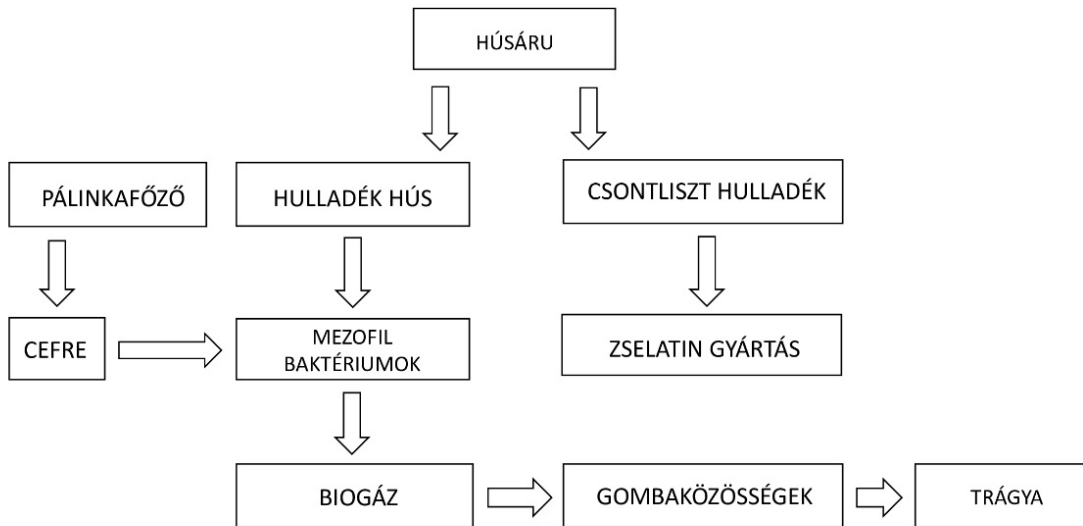 HÚSÁRU
PÁLINKAFŐZŐ
HULLADÉK HÚS
CSONTLISZT HULLADÉK
CEFRE
MEZOFIL
BAKTÉRIUMOK
ZSELATIN GYÁRTÁS
BIOGÁZ
GOMBAKÖZÖSSÉGEK
TRÁGYA